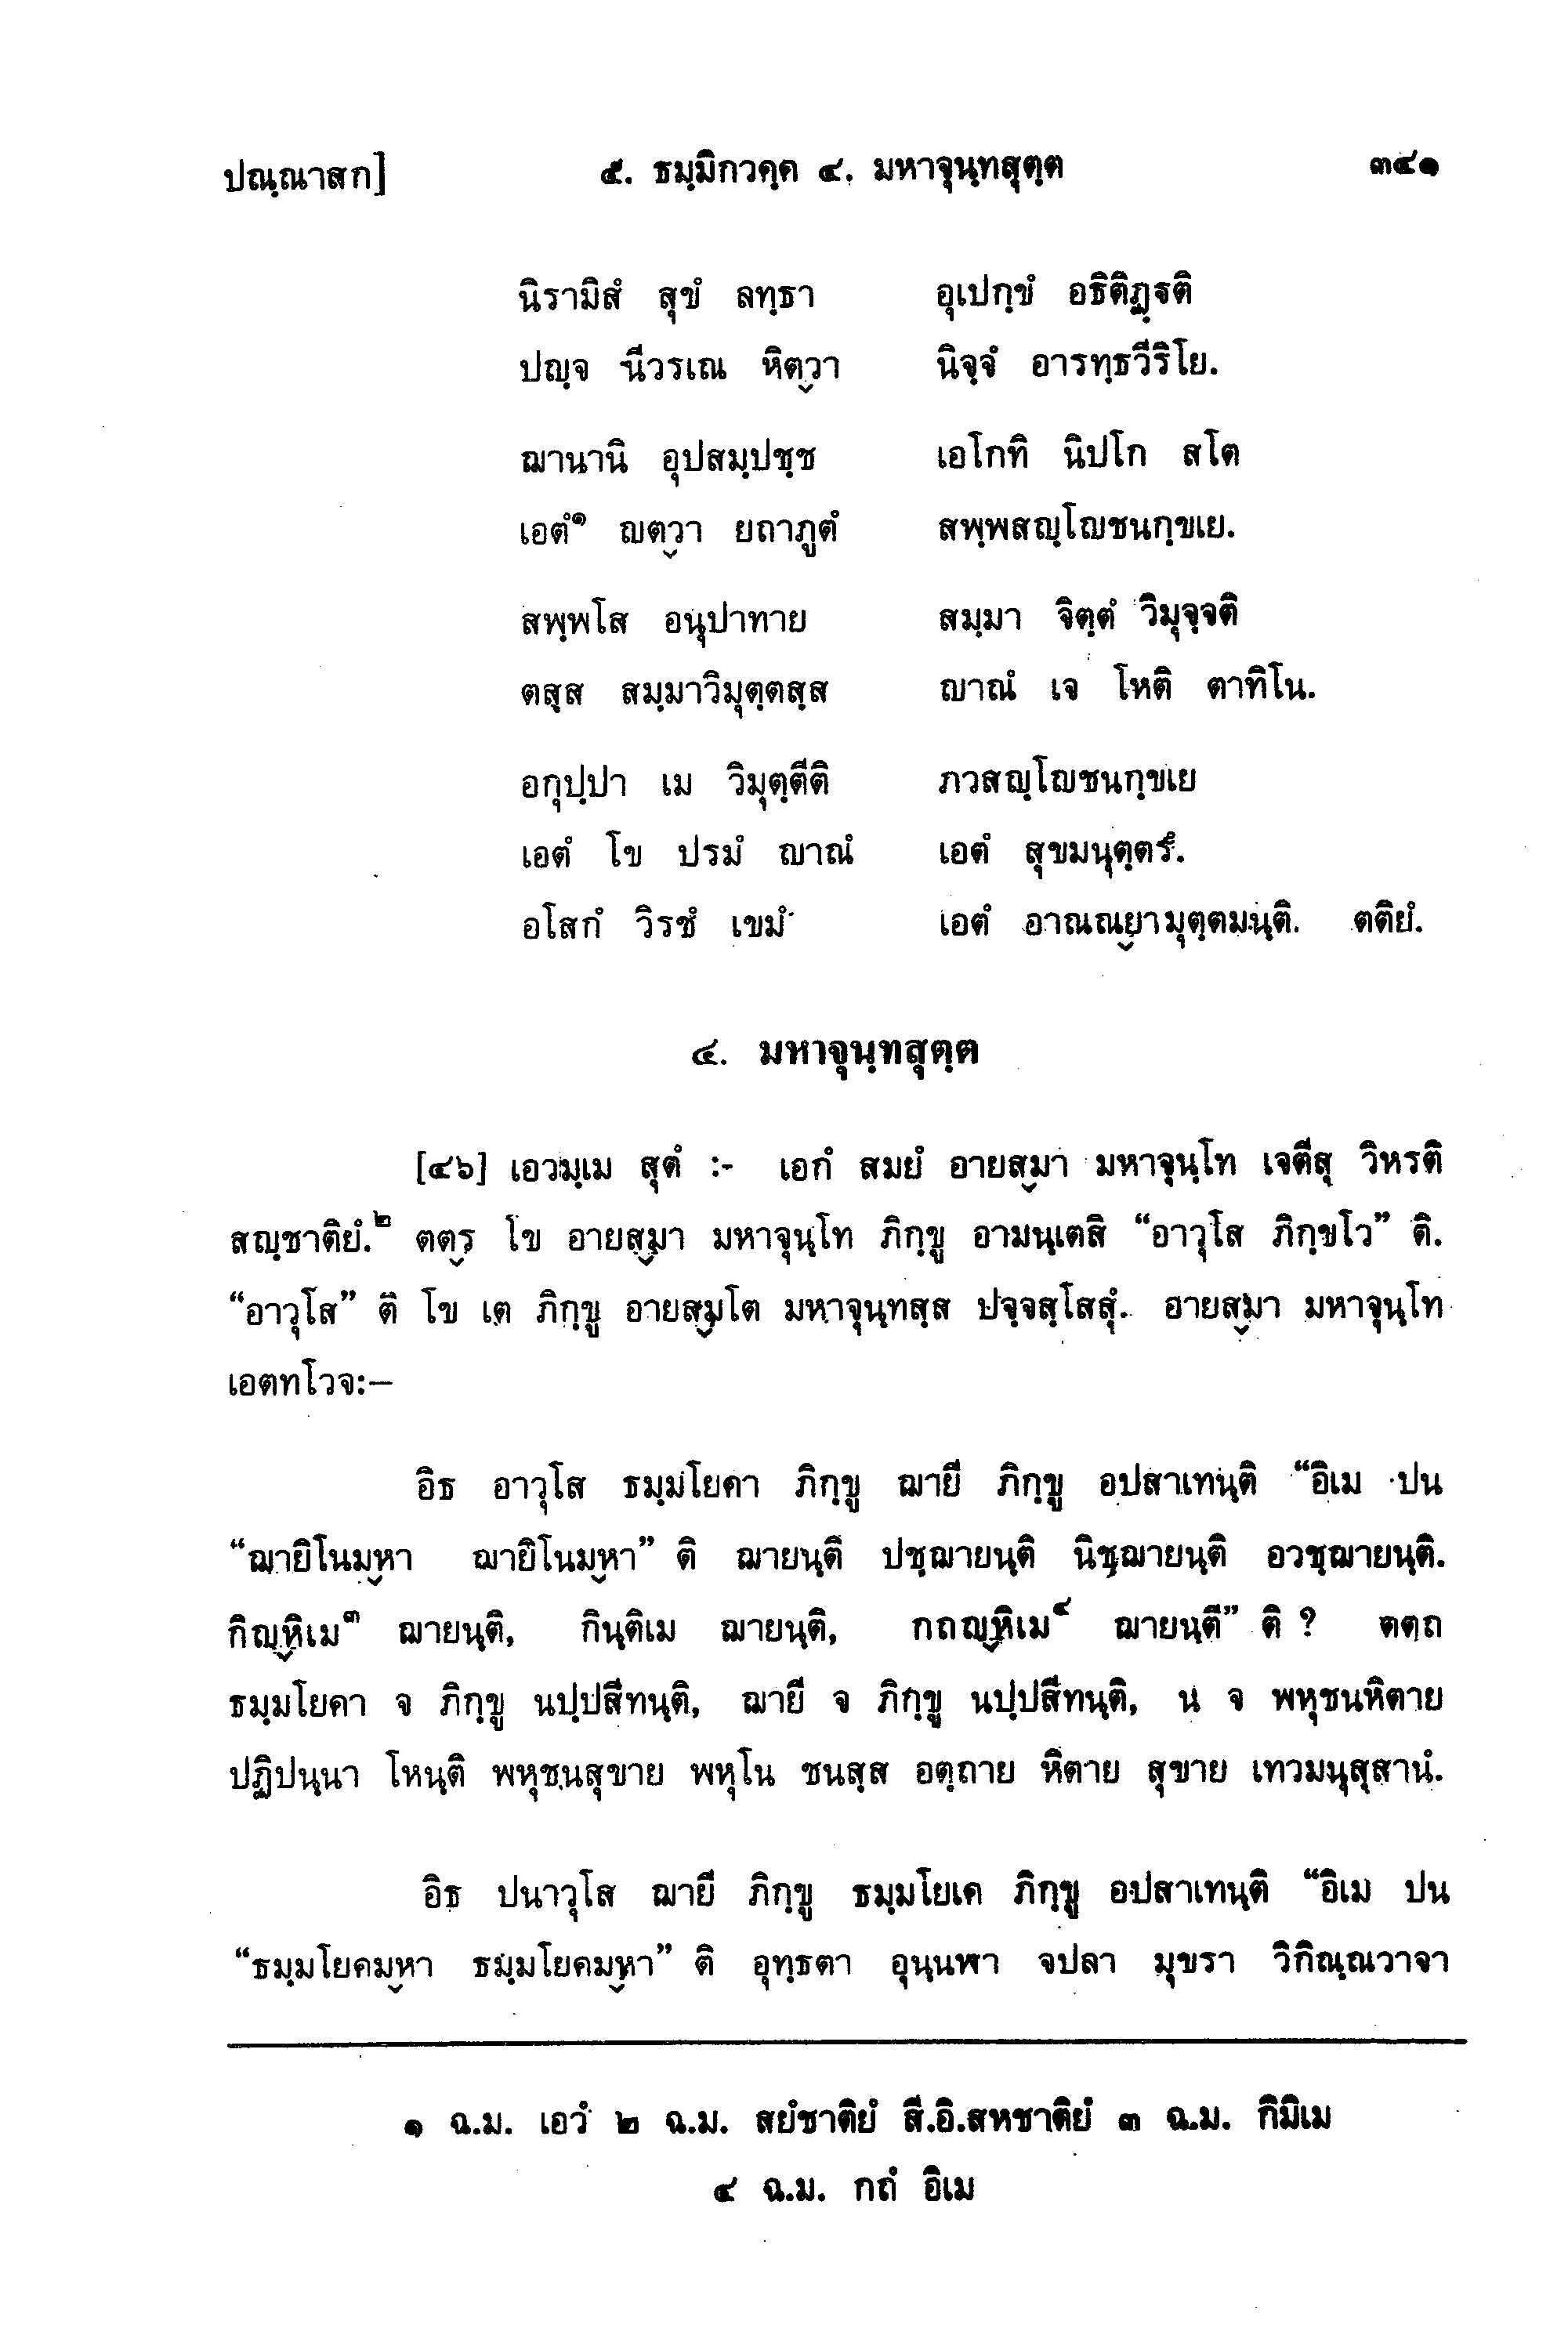 ปณฺณาสก] ๕. ธมฺมิกวคฺค ๔. มหาจุนฺทสุตฺต ๓๔๑
นิรามิสํ สุขํ ลทฺธา อุเปกฺขํ อธิติฏฺฐติ
ปญฺจ นีวรเณ หิตฺวา นิจฺจํ อารทฺธวีริโย.
ฌานานิ อุปสมฺปชฺช เอโกทิ นิปโก สโต
เอตํ๑ ญตฺวา ยถาภูตํ สพฺพสญฺโญชนกฺขเย.
สพฺพโส อนุปาทาย สมฺมา จิตฺตํ วิมุจฺจติ
ตสฺส สมฺมาวิมุตฺตสฺส ญาณํ เจ โหติ ตาทิโน.
อกุปฺปา เม วิมุตฺตีติ ภวสญฺโญชนกฺขเย
เอตํ โข ปรมํ ญาณํ เอตํ สุขมนุตฺตรํ.
อโสกํ วิรชํ เขมํ เอตํ อาณณฺยามุตฺตมนฺติ. ตติยํ.
๔. มหาจุนฺทสุตฺต
[๔๖] เอวมฺเม สุตํ :- เอกํ สมยํ อายสฺมา มหาจุนฺโท เจตีสุ วิหรติ
สญฺชาติยํ.๒ ตตฺร โข อายสฺมา มหาจุนฺโท ภิกฺขู อามนฺเตสิ “อาวุโส ภิกฺขโว” ติ.
“อาวุโส” ติ โข เต ภิกฺขู อายสฺมโต มหาจุนฺทสฺส ปจฺจสฺโสสุํ. อายสฺมา มหาจุนฺโท
เอตทโวจ:–
อิธ อาวุโส ธมฺมโยคา ภิกฺขู ฌายี ภิกฺขู อปสาเทนฺติ “อิเม ปน
“ฌายิโนมฺหา ฌายิโนมฺหา” ติ ฌายนฺติ ปชฺฌายนฺติ นิชฺฌายนฺติ อวชฺฌายนฺติ.
กิญฺหิเม๓ ฌายนฺติ, กินฺติเม ฌายนฺติ, กถญฺหิเม๔ ฌายนฺตี” ติ ? ตตฺถ
ธมฺมโยคา จ ภิกฺขู นปฺปสีทนฺติ, ฌายี จ ภิกฺขู นปฺปสีทนฺติ, น จ พหุชนหิตาย
ปฏิปนฺนา โหนฺติ พหุชนสุขาย พหุโน ชนสฺส อตฺถาย หิตาย สุขาย เทวมนุสฺสานํ.
อิธ ปนาวุโส ฌายี ภิกฺขู ธมฺมโยเค ภิกฺขู อปสาเทนฺติ “อิเม ปน
“ธมฺมโยคมฺหา ธมฺมโยคมฺหา” ติ อุทฺธตา อุนฺนฬา จปลา มุขรา วิกิณฺณวาจา
๑ ฉ.ม. เอวํ ๒ ฉ.ม. สยํชาติยํ สี.อิ.สหชาติยํ ๓ ฉ.ม. กิมิเม
๔ ฉ.ม. กถํ อิเม